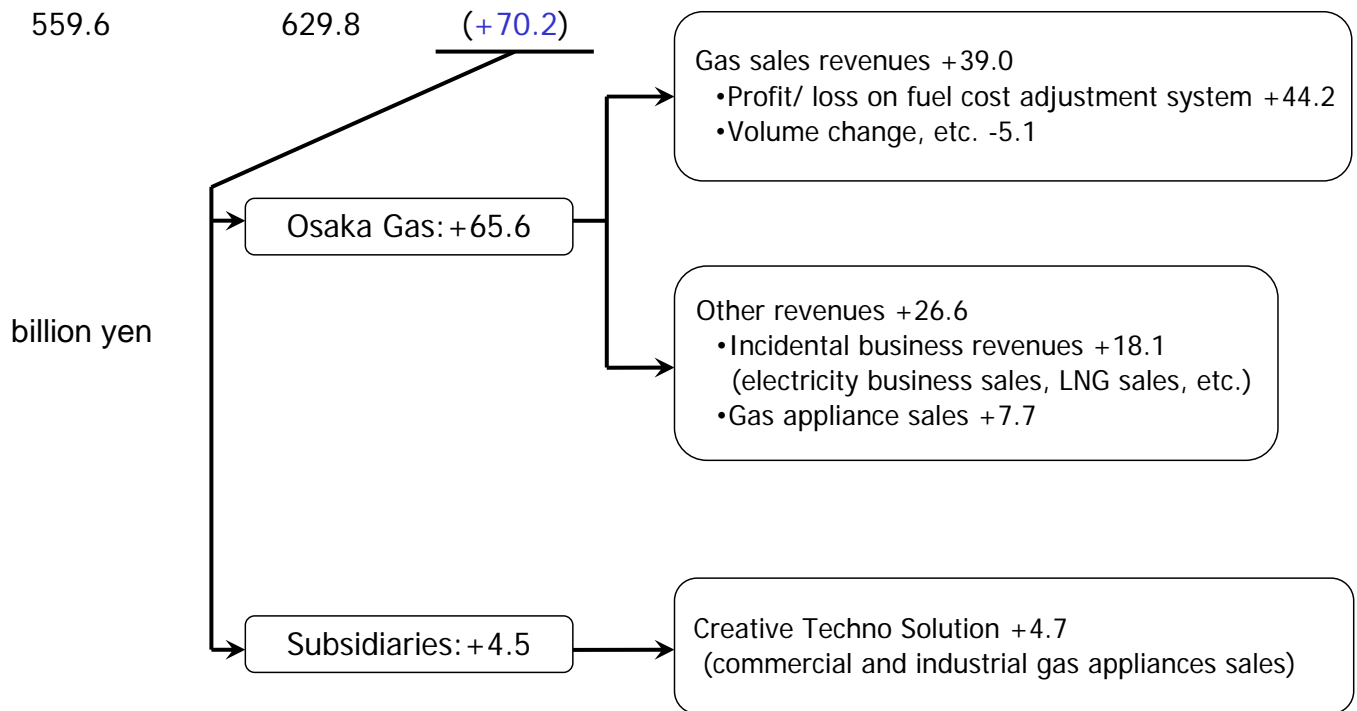 559.6 629.8 (+70.2)
Gas sales revenues +39.0
•Profit/ loss on fuel cost adjustment system +44.2
•Volume change, etc. -5.1
Osaka Gas:+65.6
billion yen
Other revenues +26.6
•Incidental business revenues +18.1
(electricity business sales, LNG sales, etc.)
•Gas appliance sales +7.7
Subsidiaries:+4.5
Creative Techno Solution +4.7
(commercial and industrial gas appliances sales)